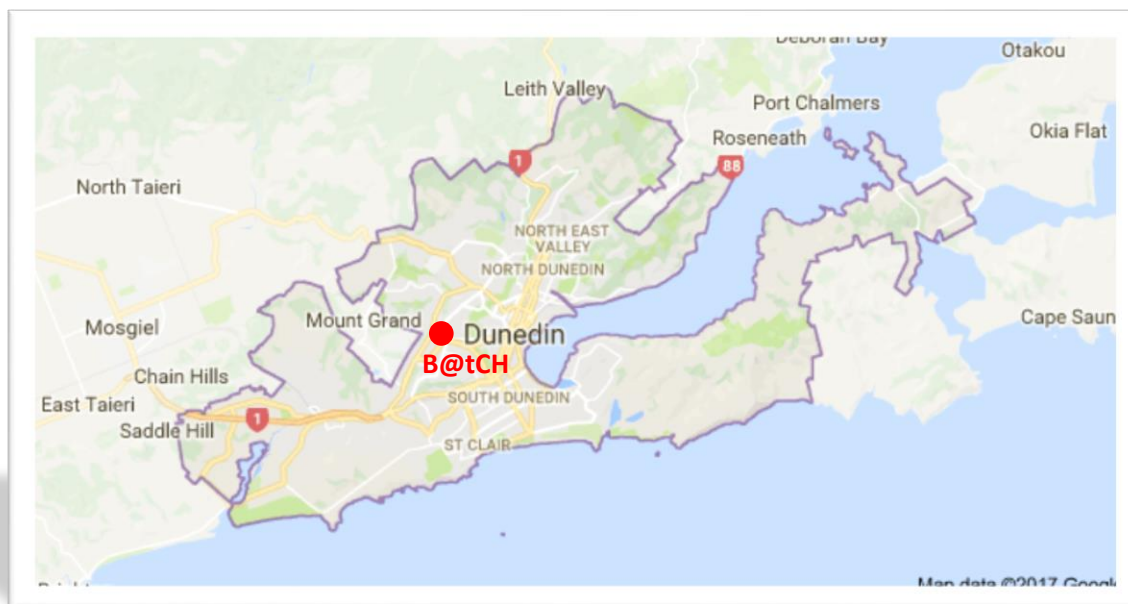 Deborah Bay
Otakou
Leith Valley
Port Chalmers
Okia Flat
Roseneath
1
88
North Taieri
NORTH EAST
VALLEY
NORTH DUNEDIN
Mosgiel
Mount Grand
Dunedin
Cape Saun
B@tCH
Chain Hills
SOUTH DUNEDIN
East Taieri
Saddle Hill
1
ST CLAIR
Map data ©2017 Google